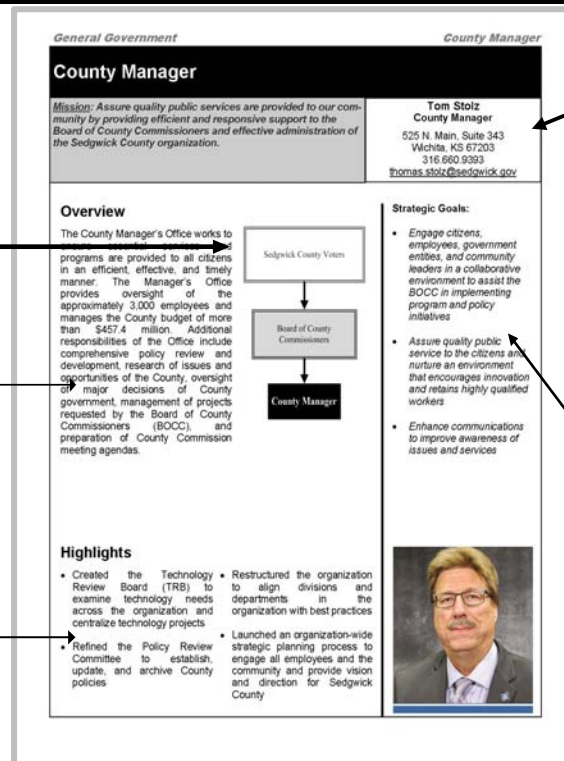 General Government
County Manager
County Manager
Mission: Assure quality public services are provided to our com-
munity by providing efficient and responsive support to the
Board of County Commissioners and effective administration of
the Sedgwick County organization.
Tom Stolz
County Manager
525 N. Main, Suite 343
Wichita, KS 67203
316.660.9393
thomas.stolz@sedgwick.gov
Overview
The County Manager's Office works to
ensure essential services and
programs are provided to all citizens
in an efficient, effective, and timely
manner. The Manager's Office
provides oversight of the
approximately 3,000 employees and
manages the County budget of more
than $457.4 million. Additional
responsibilities of the Office include
comprehensive policy review and
development, research of issues and
opportunities of the County, oversight
of major decisions of County
government, management of projects
requested by the Board of County
Commissioners (BOCC), and
preparation of County Commission
meeting agendas.
Sedgwick County Voters
Board of County
Commissioners
County Manager
Strategic Goals:
• Engage citizens,
employees, government
entities, and community
leaders in a collaborative
environment to assist the
BOCC in implementing
program and policy
initiatives
• Assure quality public
service to the citizens and
nurture an environment
that encourages innovation
and retains highly qualified
workers
• Enhance communications
to improve awareness of
issues and services
Highlights
• Created the Technology
Review Board (TRB) to
examine technology needs
across the organization and
centralize technology projects
• Refined the Policy Review
Committee to establish,
update, and archive County
policies
• Restructured the organization
to align divisions and
departments in the
organization with best practices
• Launched an organization-wide
strategic planning process to
engage all employees and the
community and provide vision
and direction for Sedgwick
County